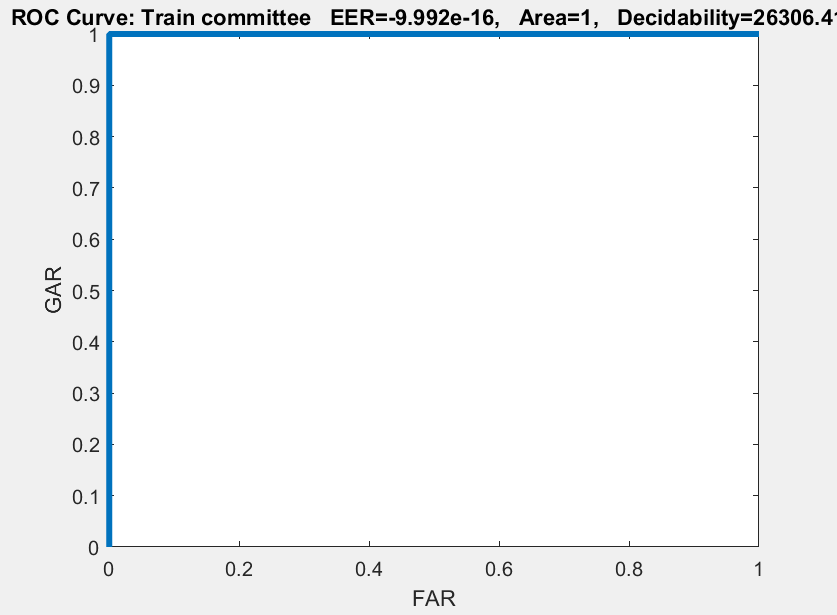 ROC Curve: Train committee   EER=-9.992e-16,   Area=1,   Decidability=26306.41
1
0.9
0.8
0.7
0.6
0.5
0.4
0.3
0.2
0.1
0
GAR
0 0.2 0.4 0.6 0.8 1
FAR